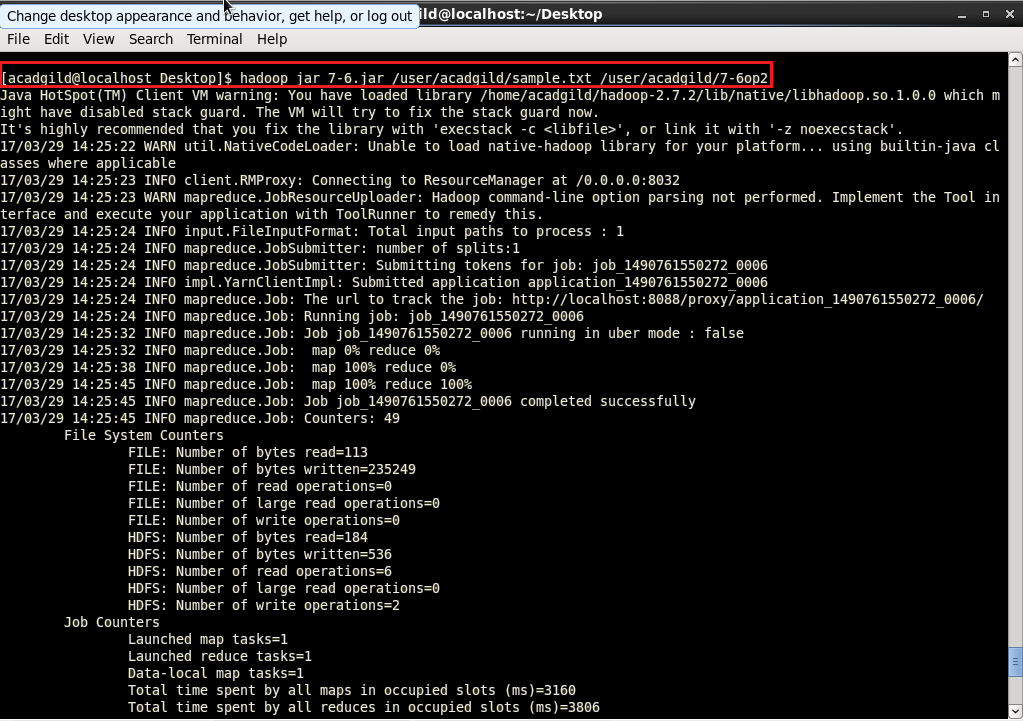 Change desktop appearance and behavior, get help, or log out
ild@localhost:~/Desktop
File Edit View Search Terminal Help
[acadgild@localhost Desktop]$ hadoop jar 7-6.jar /user/acadgild/sample.txt /user/acadgild/7-6op2
Java HotSpot(TM) Client VM warning: You have loaded library /home/acadgild/hadoop-2.7.2/lib/native/libhadoop.so.1.0.0 which m
ight have disabled stack guard. The VM will try to fix the stack guard now.
It's highly recommended that you fix the library with 'execstack -c <libfile>', or link it with '-z noexecstack'.
17/03/29 14:25:22 WARN util.NativeCodeLoader: Unable to load native-hadoop library for your platform... using builtin-java cl
asses where applicable
17/03/29 14:25:23 INFO client.RMProxy: Connecting to ResourceManager at /0.0.0.0:8032
17/03/29 14:25:23 WARN mapreduce.JobResourceUploader: Hadoop command-line option parsing not performed. Implement the Tool in
terface and execute your application with ToolRunner to remedy this.
17/03/29 14:25:24 INFO input.FileInputFormat: Total input paths to process : 1
17/03/29 14:25:24 INFO mapreduce.JobSubmitter: number of splits:1
17/03/29 14:25:24 INFO mapreduce.JobSubmitter: Submitting tokens for job: job_1490761550272_0006
17/03/29 14:25:24 INFO impl.YarnClientImpl: Submitted application application_1490761550272_0006
17/03/29 14:25:24 INFO mapreduce.Job: The url to track the job: http://localhost:8088/proxy/application_1490761550272_0006/
17/03/29 14:25:24 INFO mapreduce.Job: Running job: job_1490761550272_0006
17/03/29 14:25:32 INFO mapreduce.Job: Job job_1490761550272_0006 running in uber mode : false
17/03/29 14:25:32 INFO mapreduce.Job:  map 0% reduce 0%
17/03/29 14:25:38 INFO mapreduce.Job:  map 100% reduce 0%
17/03/29 14:25:45 INFO mapreduce.Job:  map 100% reduce 100%
17/03/29 14:25:45 INFO mapreduce.Job: Job job_1490761550272_0006 completed successfully
17/03/29 14:25:45 INFO mapreduce.Job: Counters: 49
File System Counters
FILE: Number of bytes read=113
FILE: Number of bytes written=235249
FILE: Number of read operations=0
FILE: Number of large read operations=0
FILE: Number of write operations=0
HDFS: Number of bytes read=184
HDFS: Number of bytes written=536
HDFS: Number of read operations=6
HDFS: Number of large read operations=0
HDFS: Number of write operations=2
Job Counters
Launched map tasks=1
Launched reduce tasks=1
Data-local map tasks=1
Total time spent by all maps in occupied slots (ms)=3160
Total time spent by all reduces in occupied slots (ms)=3806